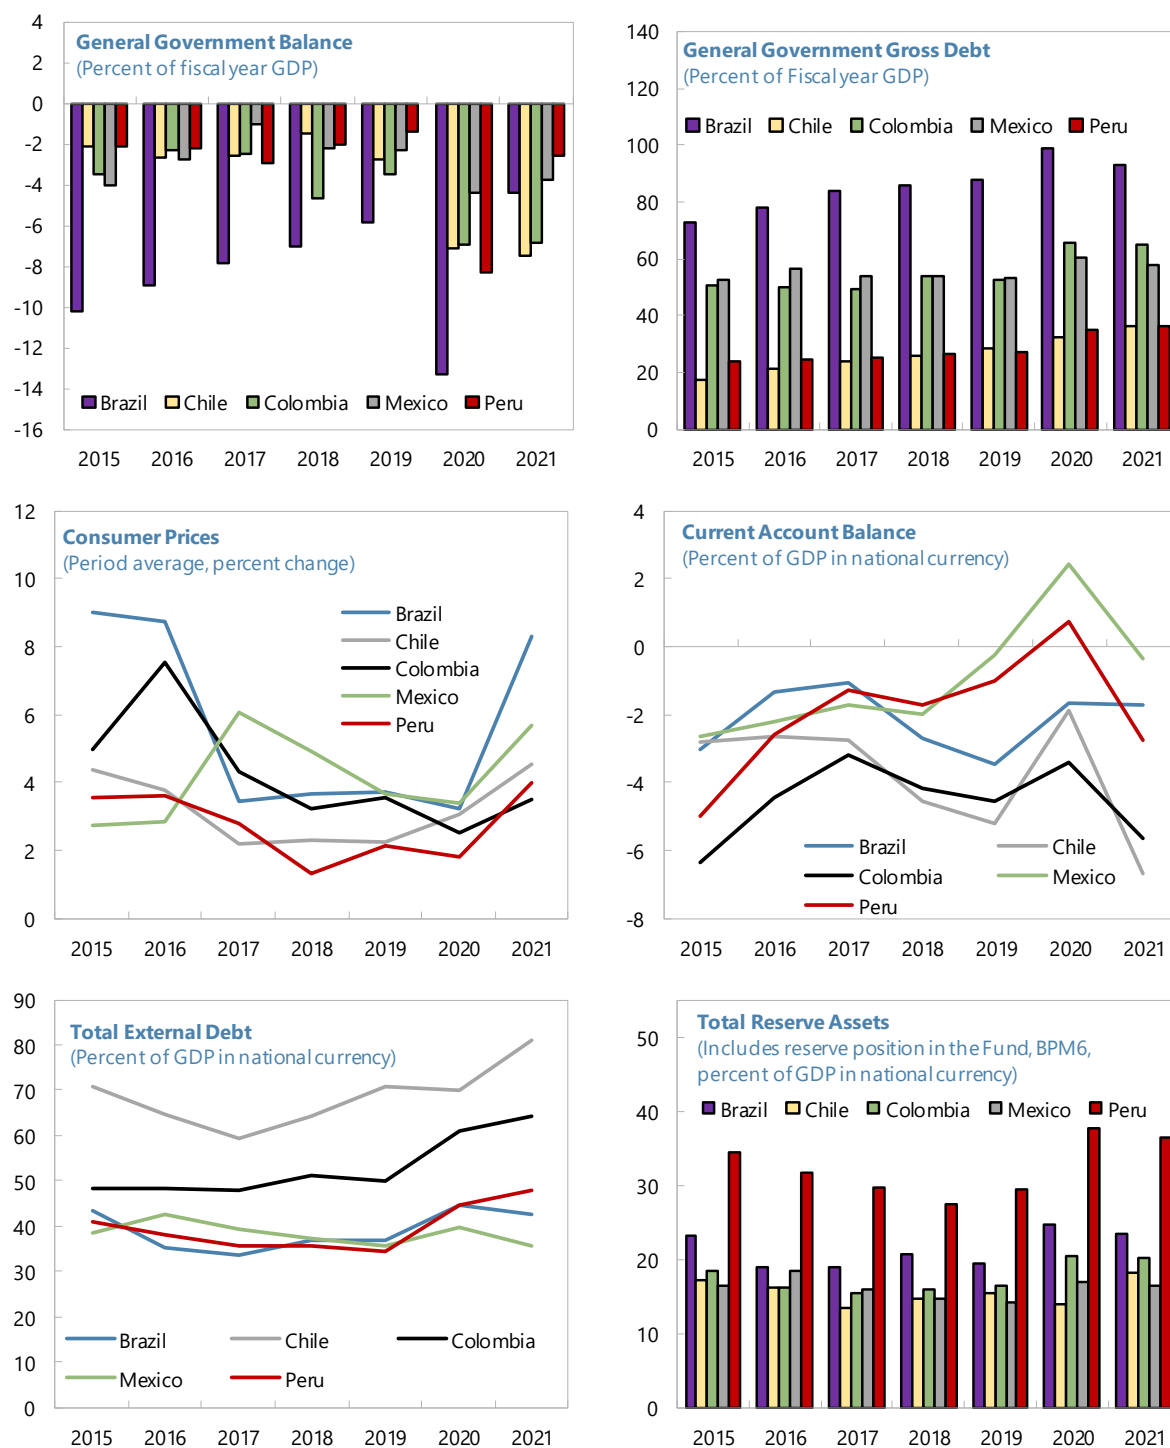 General Government Balance
(Percent of fiscal year GDP)
4
2
0
-2
-4
-6
-8
-10
-12
-14
-16
Brazil Chile Colombia Mexico Peru
2015 2016 2017 2018 2019 2020 2021
General Government Gross Debt
(Percent of Fiscal year GDP)
140
120
100
80
60
40
20
0
Brazil Chile Colombia Mexico Peru
2015 2016 2017 2018 2019 2020 2021
Consumer Prices
(Period average, percent change)
12
10
8
6
4
2
0
Brazil
Chile
Colombia
Mexico
Peru
2015 2016 2017 2018 2019 2020 2021
Current Account Balance
(Percent of GDP in national currency)
4
2
0
-2
-4
-6
-8
Brazil Chile
Colombia Mexico
Peru
2015 2016 2017 2018 2019 2020 2021
Total External Debt
(Percent of GDP in national currency)
90
80
70
60
50
40
30
20
10
0
Brazil Chile Colombia
Mexico Peru
2015 2016 2017 2018 2019 2020 2021
Total Reserve Assets
(Includes reserve position in the Fund, BPM6,
percent of GDP in national currency)
50
40
30
20
10
0
Brazil Chile Colombia Mexico Peru
2015 2016 2017 2018 2019 2020 2021